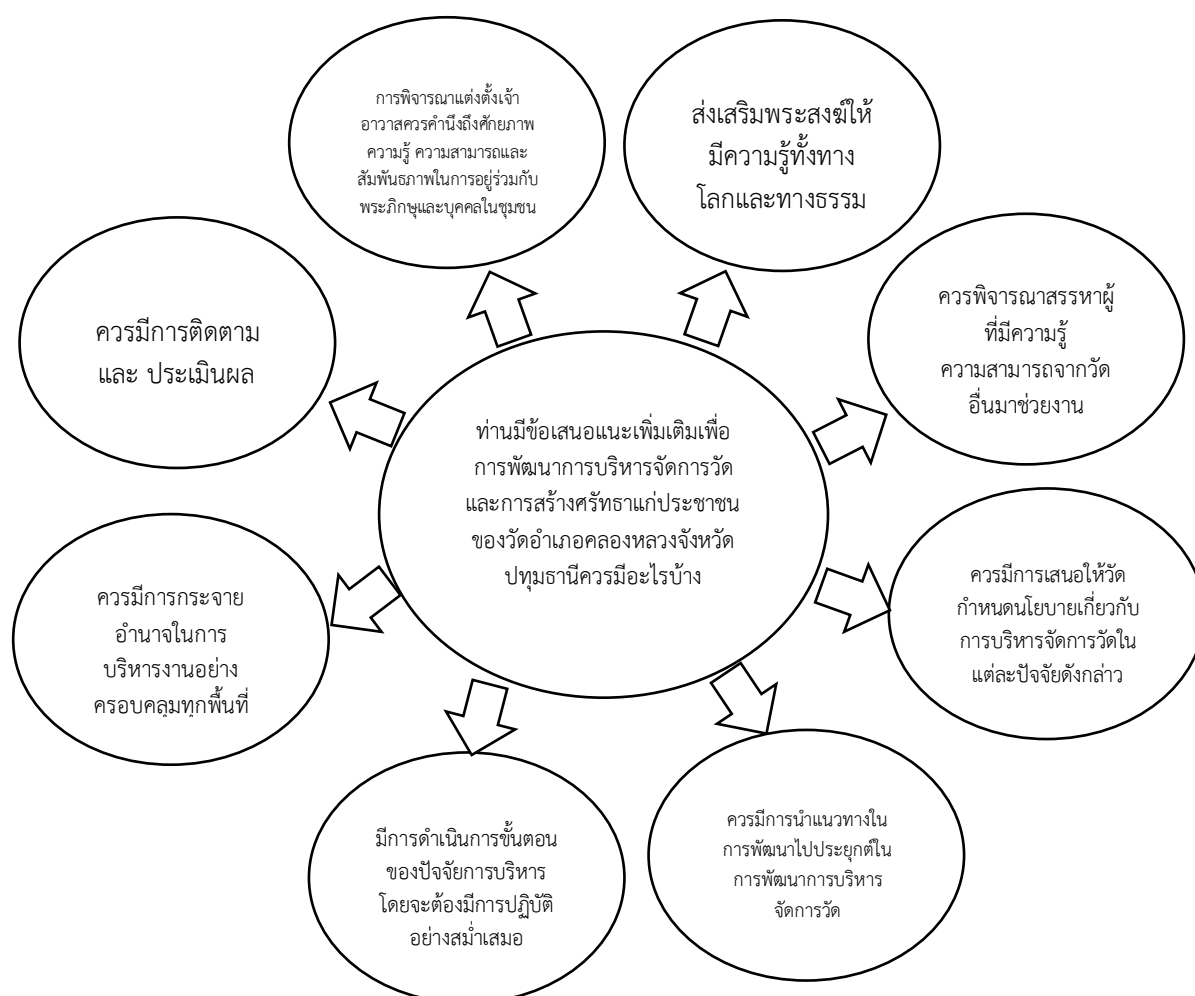 การพิจารณาแต่งตั้งเจ้า
อาวาสควรคำนึงถึงศักยภาพ
ความรู้ ความสามารถและ
สัมพันธภาพในการอยู่ร่วมกับ
พระภิกษุและบุคคลในชุมชน
ส่งเสริมพระสงฆ์ให้
มีความรู้ทั้งทาง
โลกและทางธรรม
ควรพิจารณาสรรหาผู้
ที่มีความรู้
ความสามารถจากวัด
อื่นมาช่วยงาน
ควรมีการติดตาม
และ ประเมินผล
ท่านมีข้อเสนอแนะเพิ่มเติมเพื่อ
การพัฒนาการบริหารจัดการวัด
และการสร้างศรัทธาแก่ประชาชน
ของวัดอำเภอคลองหลวงจังหวัด
ปทุมธานีควรมีอะไรบ้าง
ควรมีการเสนอให้วัด
กำหนดนโยบายเกี่ยวกับ
การบริหารจัดการวัดใน
แต่ละปัจจัยดังกล่าว
ควรมีการกระจาย
อำนาจในการ
บริหารงานอย่าง
ครอบคลุมทุกพื้นที่
มีการดำเนินการขั้นตอน
ของปัจจัยการบริหาร
โดยจะต้องมีการปฏิบัติ
อย่างสม่ำเสมอ
ควรมีการนำแนวทางใน
การพัฒนาไปประยุกต์ใน
การพัฒนาการบริหาร
จัดการวัด